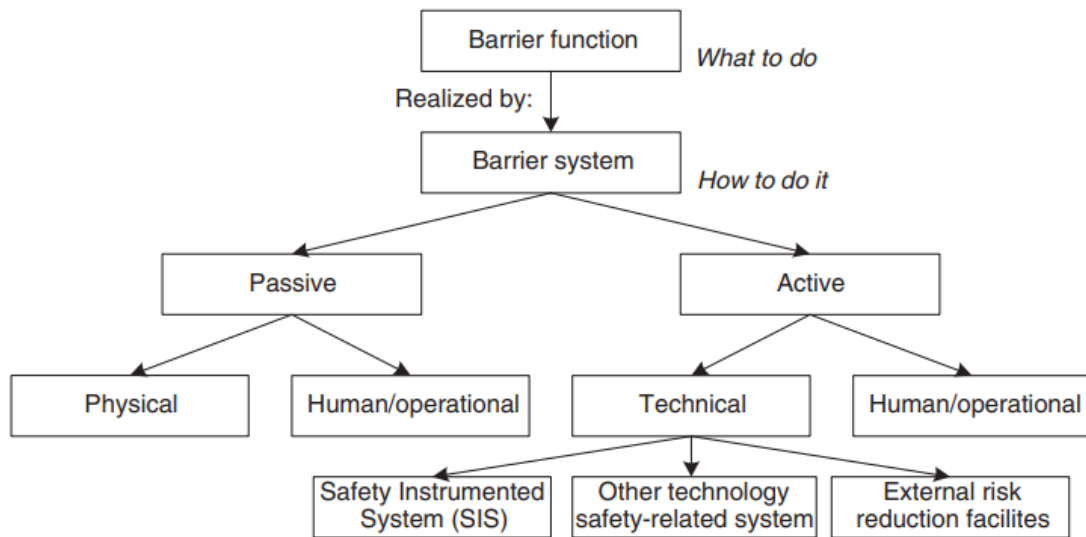 Barrier function
What to do
Realized by:
Barrier system
How to do it
Passive
Active
Physical
Human/operational
Technical
Human/operational
Safety Instrumented
System (SIS)
Other technology
safety-related system
External risk
reduction facilites